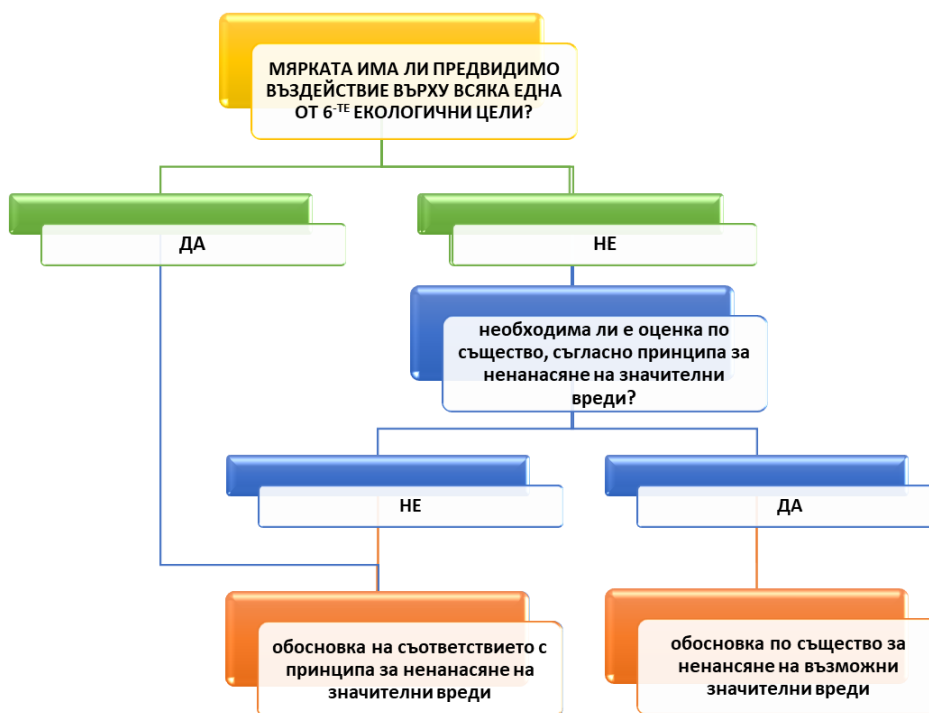 МЯРКАТА ИМА ЛИ ПРЕДВИДИМО
ВЪЗДЕЙСТВИЕ ВЪРХУ ВСЯКА ЕДНА
ОТ 6-ТЕ ЕКОЛОГИЧНИ ЦЕЛИ?
ДА
НЕ
необходима ли е оценка по
същество, съгласно принципа за
ненанасяне на значителни
вреди?
НЕ
ДА
обосновка на съответствието с
принципа за ненанасяне на
значителни вреди
обосновка по същество за
ненансяне на възможни
значителни вреди